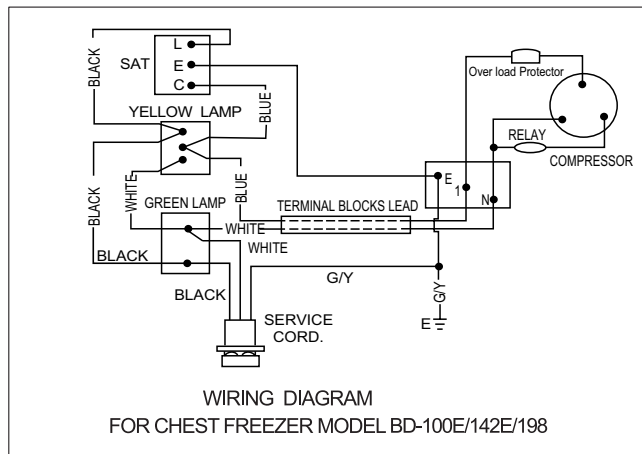 BLACK
SAT
L
E
C
BLUE
YELLOW LAMP
Over load Protector
RELAY
COMPRESSOR
E
1
N
BLACK
WHITE
BLUE
GREEN LAMP
TERMINAL BLOCKS LEAD
WHITE
WHITE
BLACK
G/Y
G/Y
BLACK
E
SERVICE
CORD.
WIRING DIAGRAM
FOR CHEST FREEZER MODEL BD-100E/142E/198